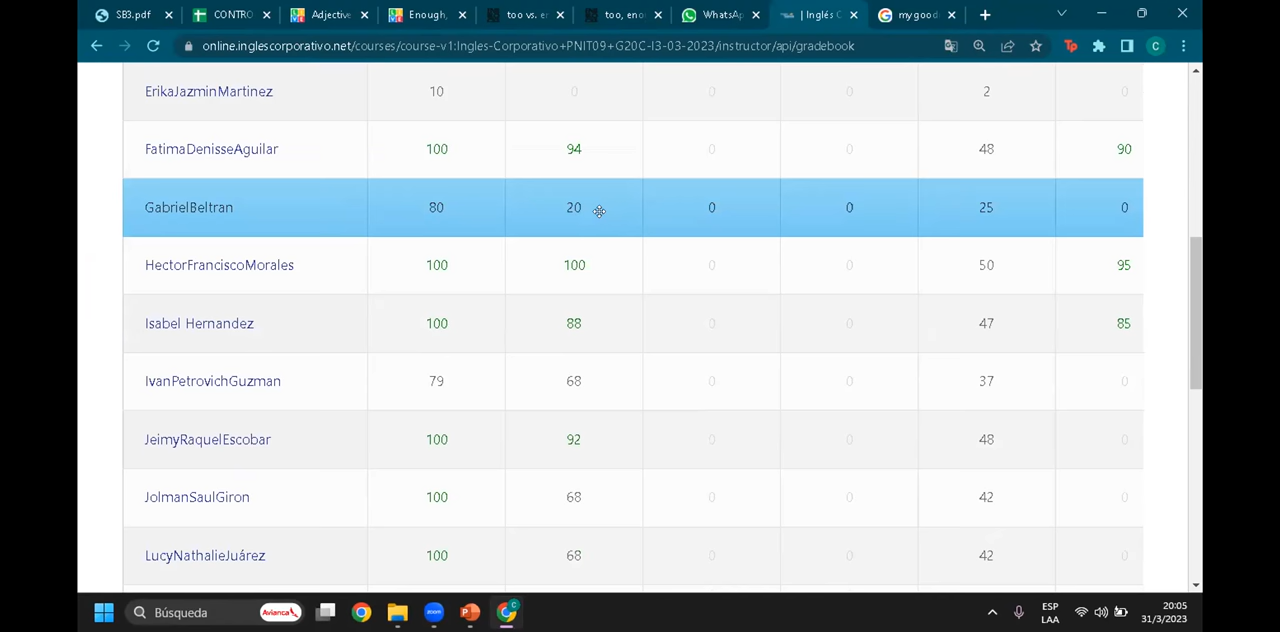 SB3.pdf CONTRO Adjective Enough, too vs. e too, eno WhatsAp | Inglés C my good
online.inglescorporativo.net/courses/course-v1:Ingles-Corporativo+PNIT09+G20C-I3-03-2023/instructor/api/gradebook
ErikaJazminMartinez 10 0 0 0 2 0
FatimaDenisseAguilar 100 94 0 0 48 90
GabrielBeltran 80 20 0 0 25 0
HectorFranciscoMorales 100 100 0 0 50 95
Isabel Hernandez 100 88 0 0 47 85
IvanPetrovichGuzman 79 68 0 0 37 0
JeimyRaquelEscobar 100 92 0 0 48 0
JolmanSaulGiron 100 68 0 0 42 0
LucyNathalieJuárez 100 68 0 0 42 0
Búsqueda Avianca zoom ESP 20:05
LAA 31/3/2023